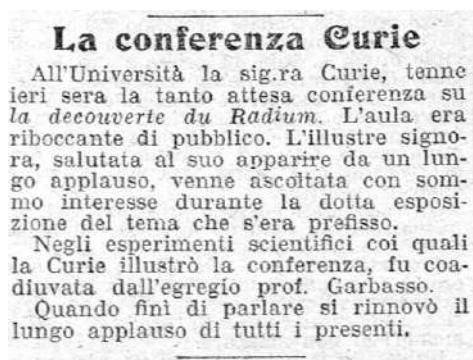 La conferenza Curie
All'Università la sig.ra Curie, tenne
ieri sera la tanto attesa conferenza su
la decouverte du Radium. L'aula era
riboccante di pubblico. L'illustre signo-
ra, salutata al suo apparire da un lun-
go applauso, venne ascoltata con som-
mo interesse durante la dotta esposi-
zione del tema che s'era prefisso.
Negli esperimenti scientifici coi quali
la Curie illustrò la conferenza, fu coa-
diuvata dall'egregio prof. Garbasso.
Quando finì di parlare si rinnovò il
lungo applauso di tutti i presenti.